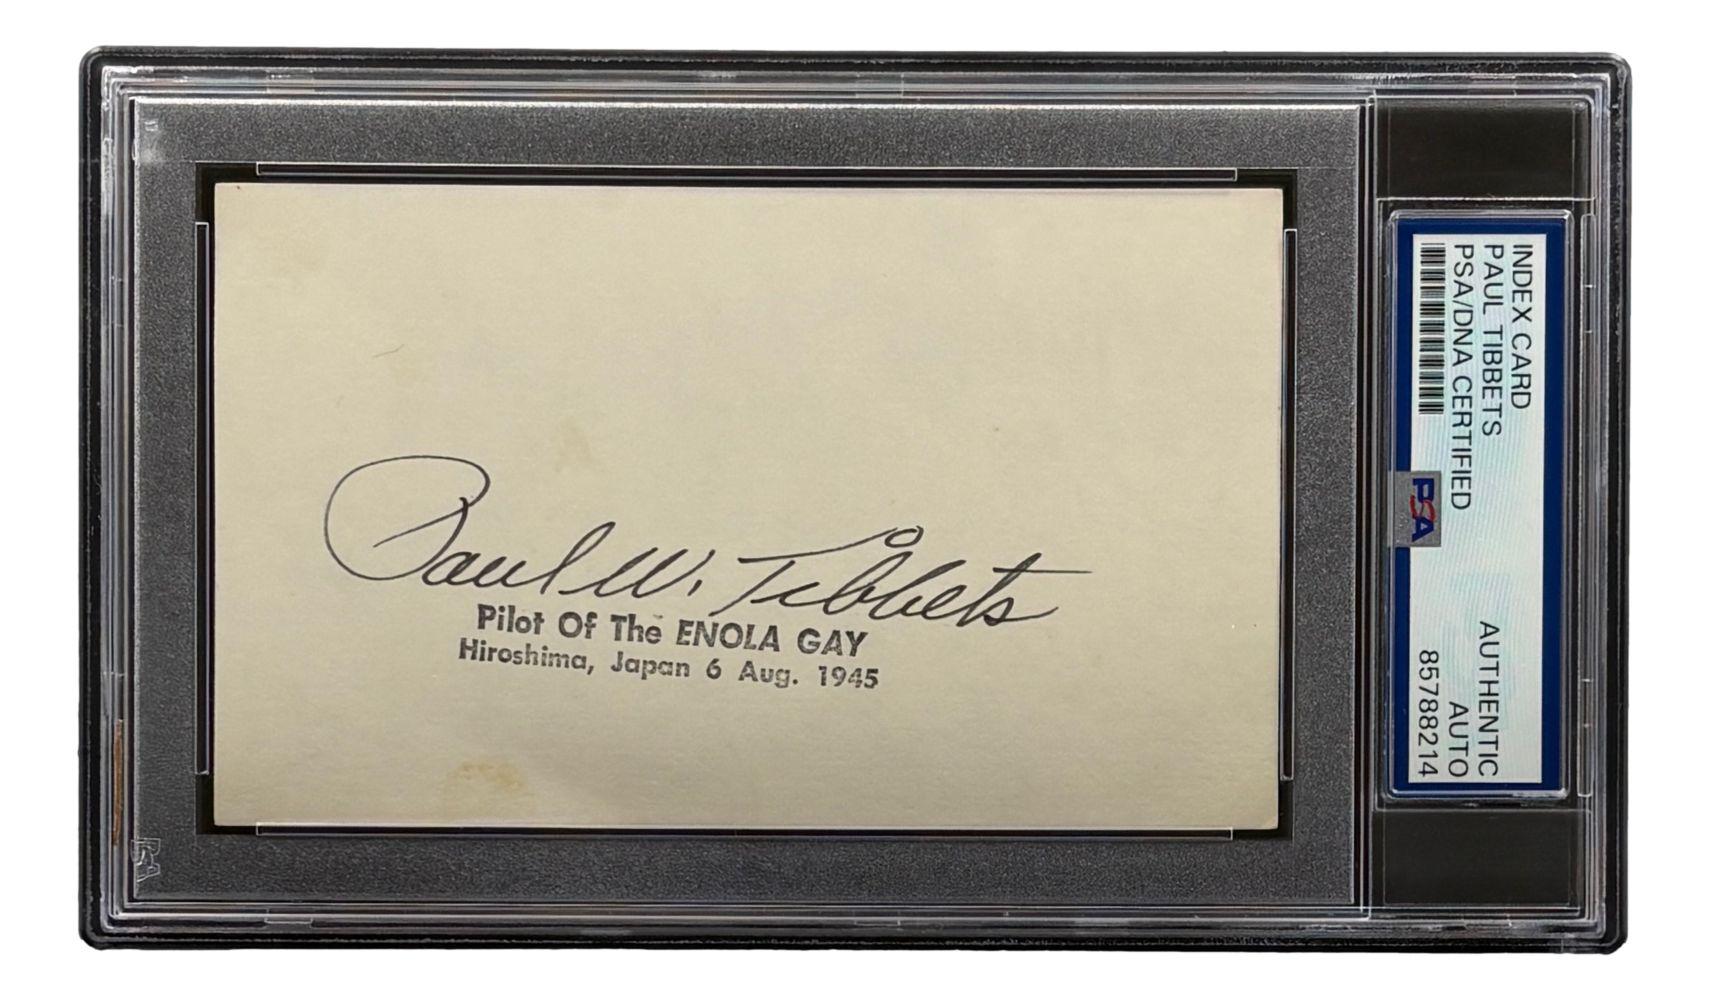 Paul W. Tibbets
Pilot Of The ENOLA GAY
Hiroshima, Japan 6 Aug. 1945
INDEX CARD
PAUL TIBBETS
PSA/DNA CERTIFIED
AUTHENTIC
AUTO
85788214
PSA
PSA